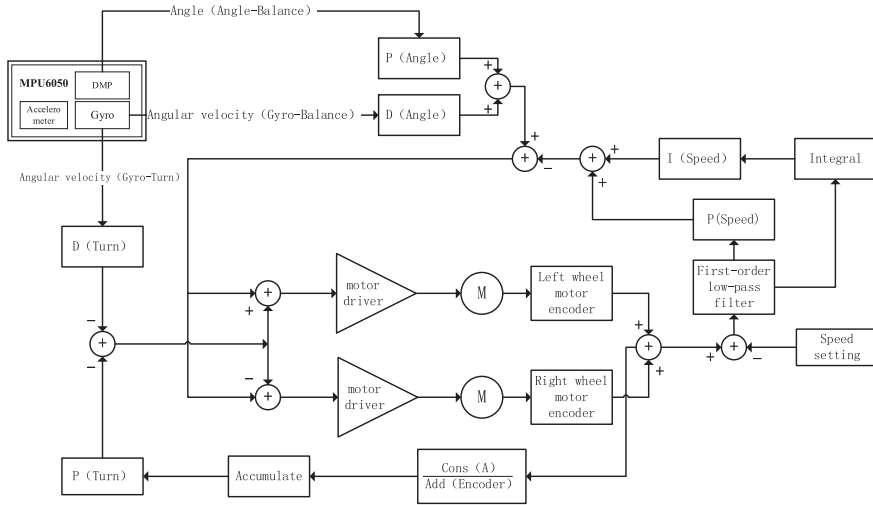 Angle (Angle-Balance)
MPU6050
DMP
Accelero
meter
Gyro
Angular velocity (Gyro-Balance)
P (Angle)
D (Angle)
+
+
+
+
+
−
+
+
+
I (Speed)
Integral
Angular velocity (Gyro-Turn)
P(Speed)
D (Turn)
First-order
low-pass
filter
motor
driver
M
Left wheel
motor
encoder
+
+
−
−
+
−
+
+
+
+
+
+
−
Speed
setting
−
+
motor
driver
M
Right wheel
motor
encoder
P (Turn)
Accumulate
Cons (A)
Add (Encoder)